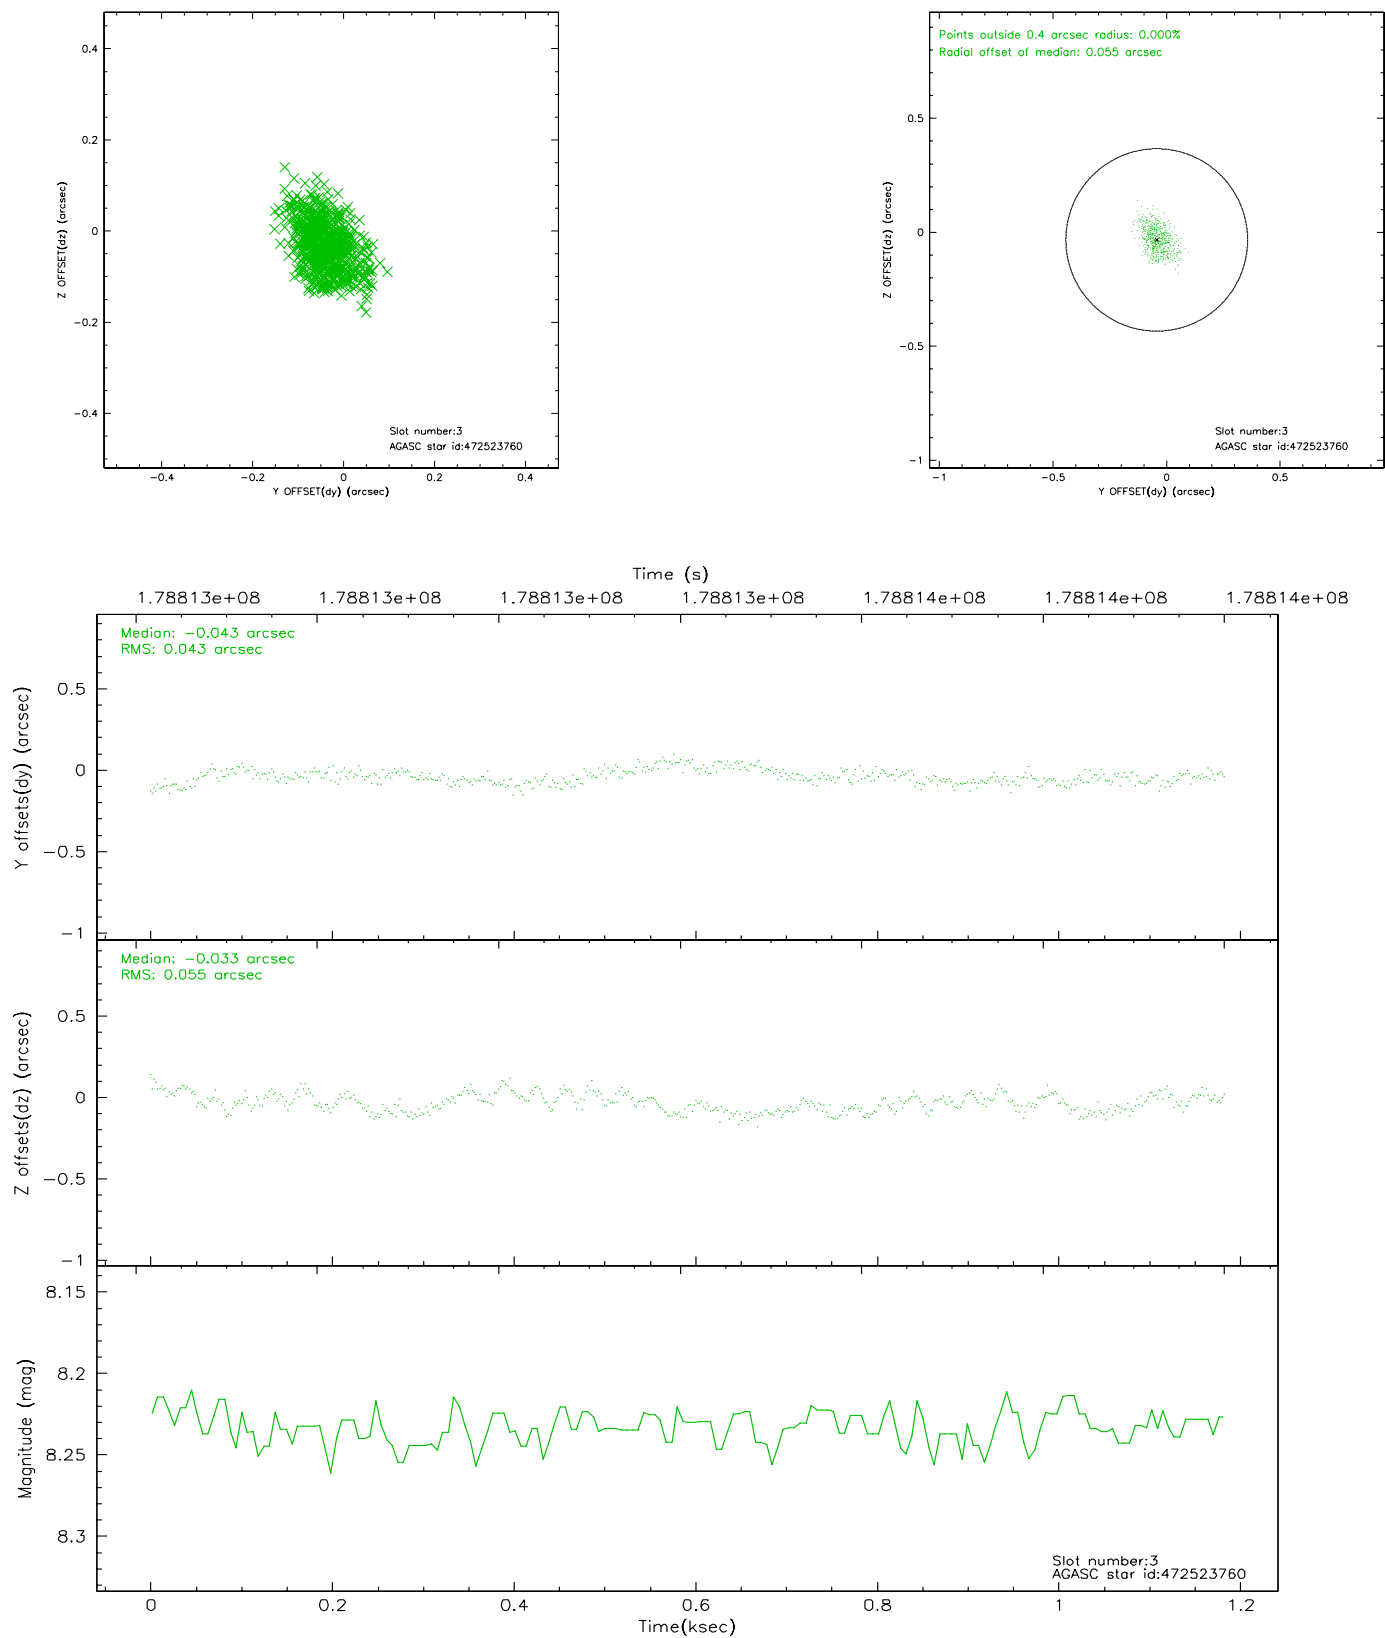 0.4
0.2
0
−0.2
−0.4
Z OFFSET(dz) (arcsec)
Slot number:3
AGASC star id:472523760
−0.4 −0.2 0 0.2 0.4
Y OFFSET(dy) (arcsec)
Points outside 0.4 arcsec radius: 0.000%
Radial offset of median: 0.055 arcsec
0.5
0
−0.5
−1
Z OFFSET(dz) (arcsec)
Slot number:3
AGASC star id:472523760
−1 −0.5 0 0.5
Y OFFSET(dy) (arcsec)
Time (s)
1.78813e+08 1.78813e+08 1.78813e+08 1.78813e+08 1.78814e+08 1.78814e+08 1.78814e+08
Median: −0.043 arcsec
RMS: 0.043 arcsec
0.5
0
−0.5
−1
Y offsets(dy) (arcsec)
Median: −0.033 arcsec
RMS: 0.055 arcsec
0.5
0
−0.5
−1
Z offsets(dz) (arcsec)
8.15
8.2
8.25
8.3
Magnitude (mag)
Slot number:3
AGASC star id:472523760
0 0.2 0.4 0.6 0.8 1 1.2
Time(ksec)